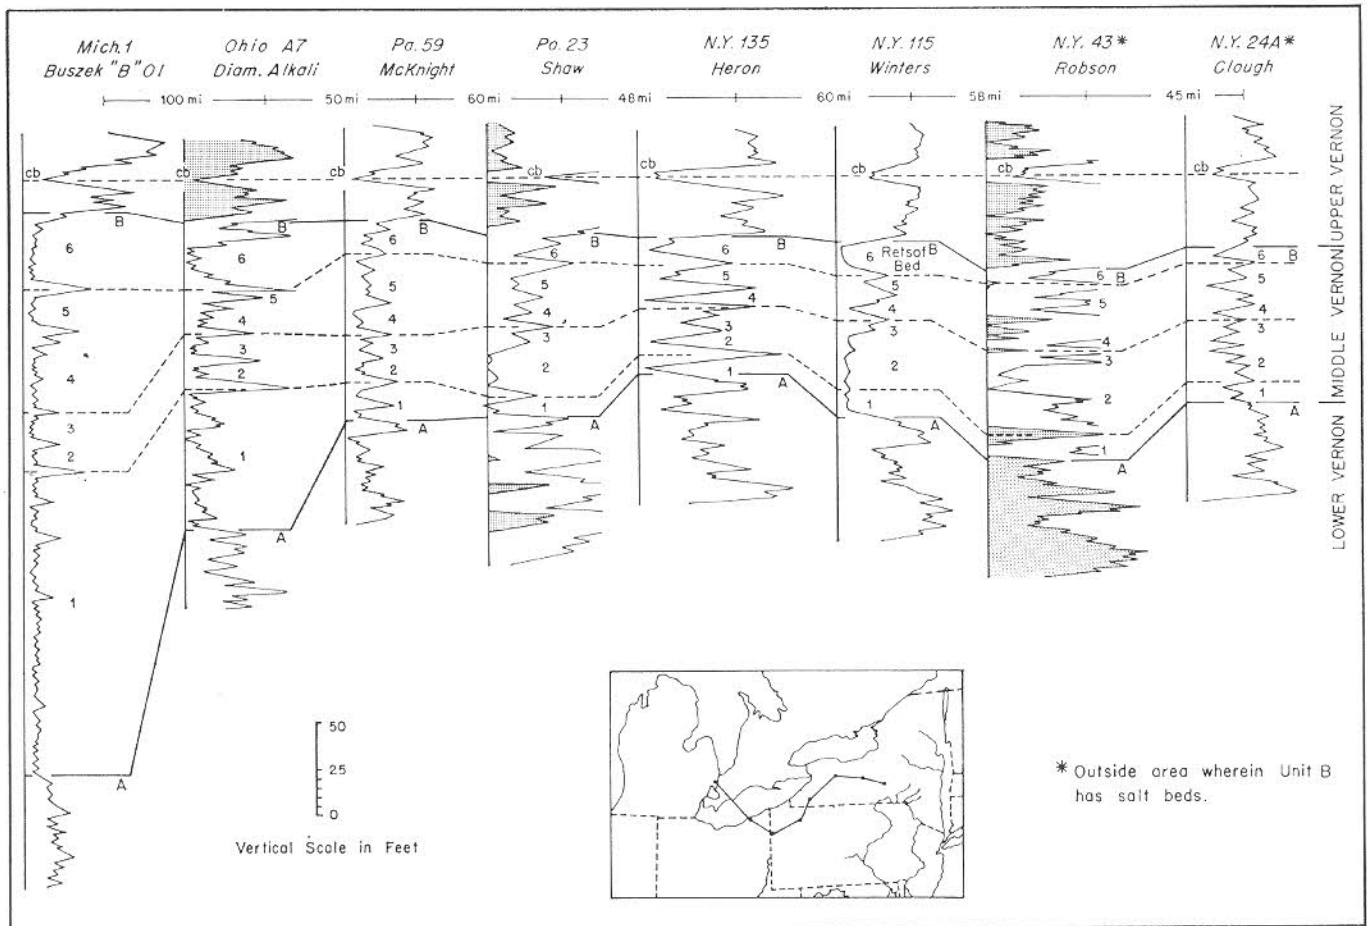 Mich. 1 Ohio A7 Pa. 59 Pa. 23 N.Y. 135 N.Y. 115 N.Y. 43* N.Y. 24A*
Buszek "B" 01 Diam. Alkali McKnight Shaw Heron Winters Robson Clough
100 mi 50 mi 60 mi 48 mi 60 mi 58 mi 45 mi
cb cb cb cb cb cb cb cb
B B B B B B B B
6 6 6 6 6 6 6 6
Retsof
Bed
5 5 5 5 5 5 5 5
4 4 4 4 4 4 4 4
3 3 3 3 3 3 3 3
2 2 2 2 2 2 2 2
1 1 1 1 1 1 1 1
A A A A A A A A
UPPER VERNON
MIDDLE VERNON
LOWER VERNON
50
25
0
Vertical Scale in Feet
* Outside area wherein Unit B
has salt beds.